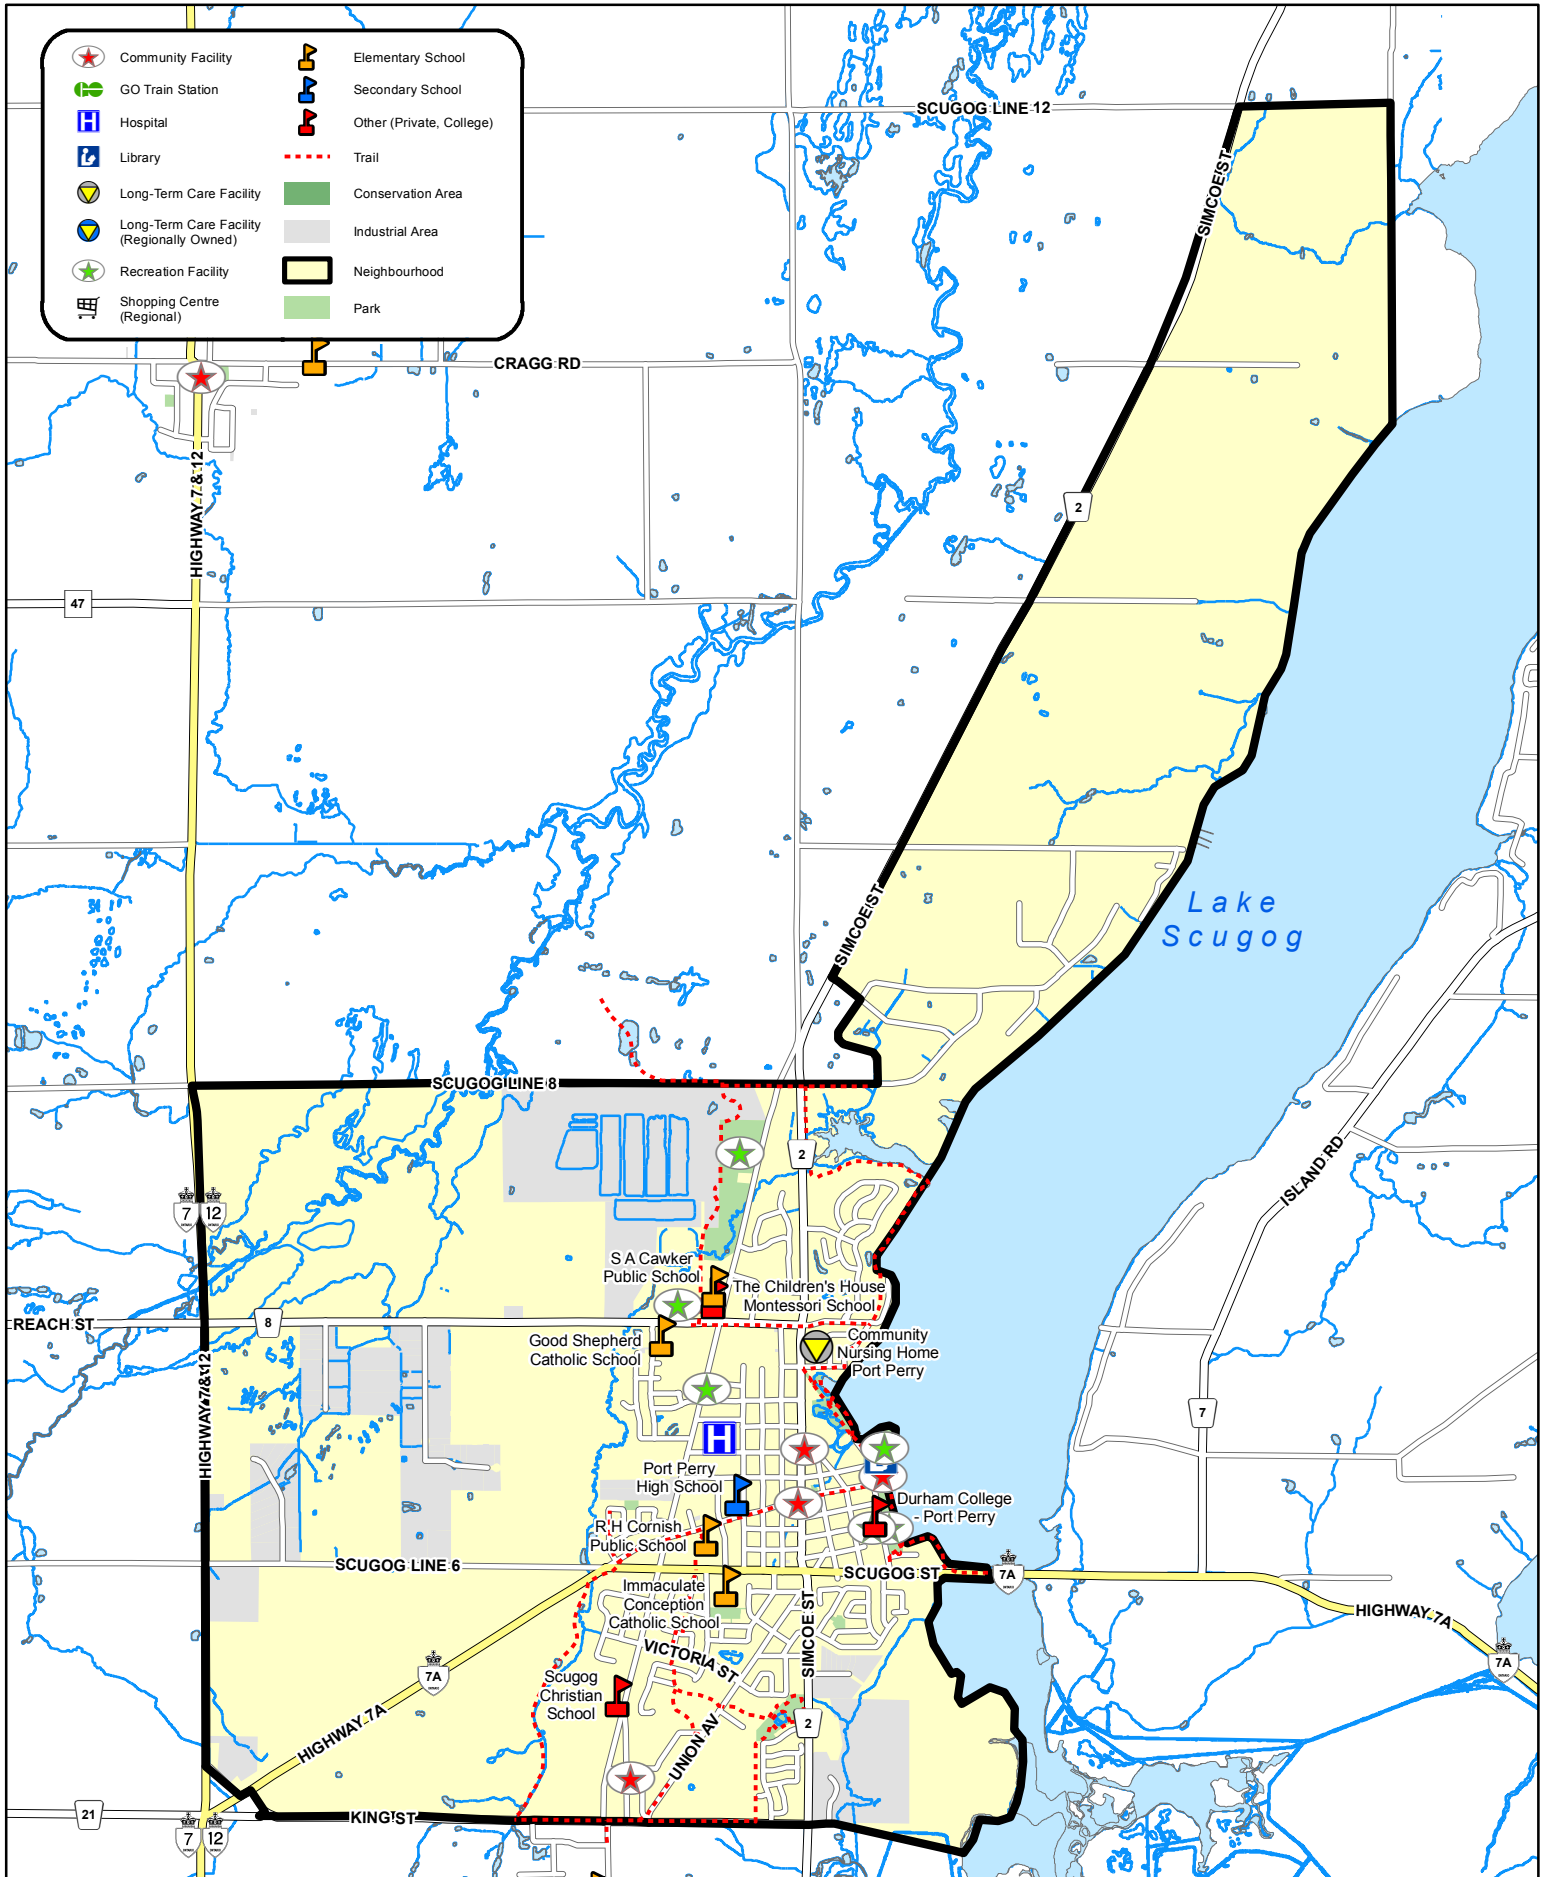 Community Facility
GO Train Station
Hospital
Library
Long-Term Care Facility
Long-Term Care Facility
(Regionally Owned)
Recreation Facility
Shopping Centre
(Regional)
Elementary School
Secondary School
Other (Private, College)
Trail
Conservation Area
Industrial Area
Neighbourhood
Park
SCUGOG LINE 12
SIMCOE ST
CRAGG RD
HIGHWAY 7 & 12
2
47
SIMCOE ST
Lake
Scugog
SCUGOG LINE 8
2
ISLAND RD
7
12
S A Cawker
Public School
The Children's House
Montessori School
REACH ST
8
Good Shepherd
Catholic School
Community
Nursing Home
Port Perry
HIGHWAY 7 & 12
7
H
Port Perry
High School
Durham College
- Port Perry
R H Cornish
Public School
SCUGOG LINE 6
SCUGOG ST
7A
Immaculate
Conception
Catholic School
SIMCOE ST
HIGHWAY 7A
VICTORIA ST
7A
7A
Scugog
Christian
School
HIGHWAY 7A
UNION AV
2
21
KING ST
7
12